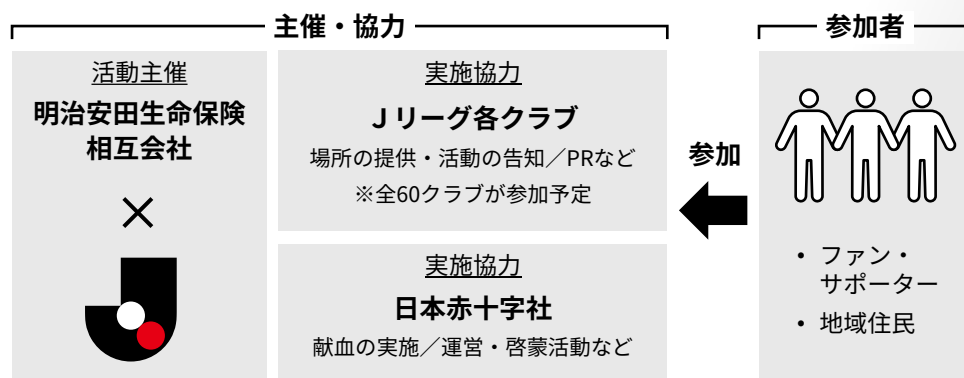 主催・協力
活動主催
明治安田生命保険
相互会社
×
実施協力
Jリーグ各クラブ
場所の提供・活動の告知／PRなど
※全60クラブが参加予定
実施協力
日本赤十字社
献血の実施／運営・啓蒙活動など
参加
参加者
• ファン・
サポーター
• 地域住民